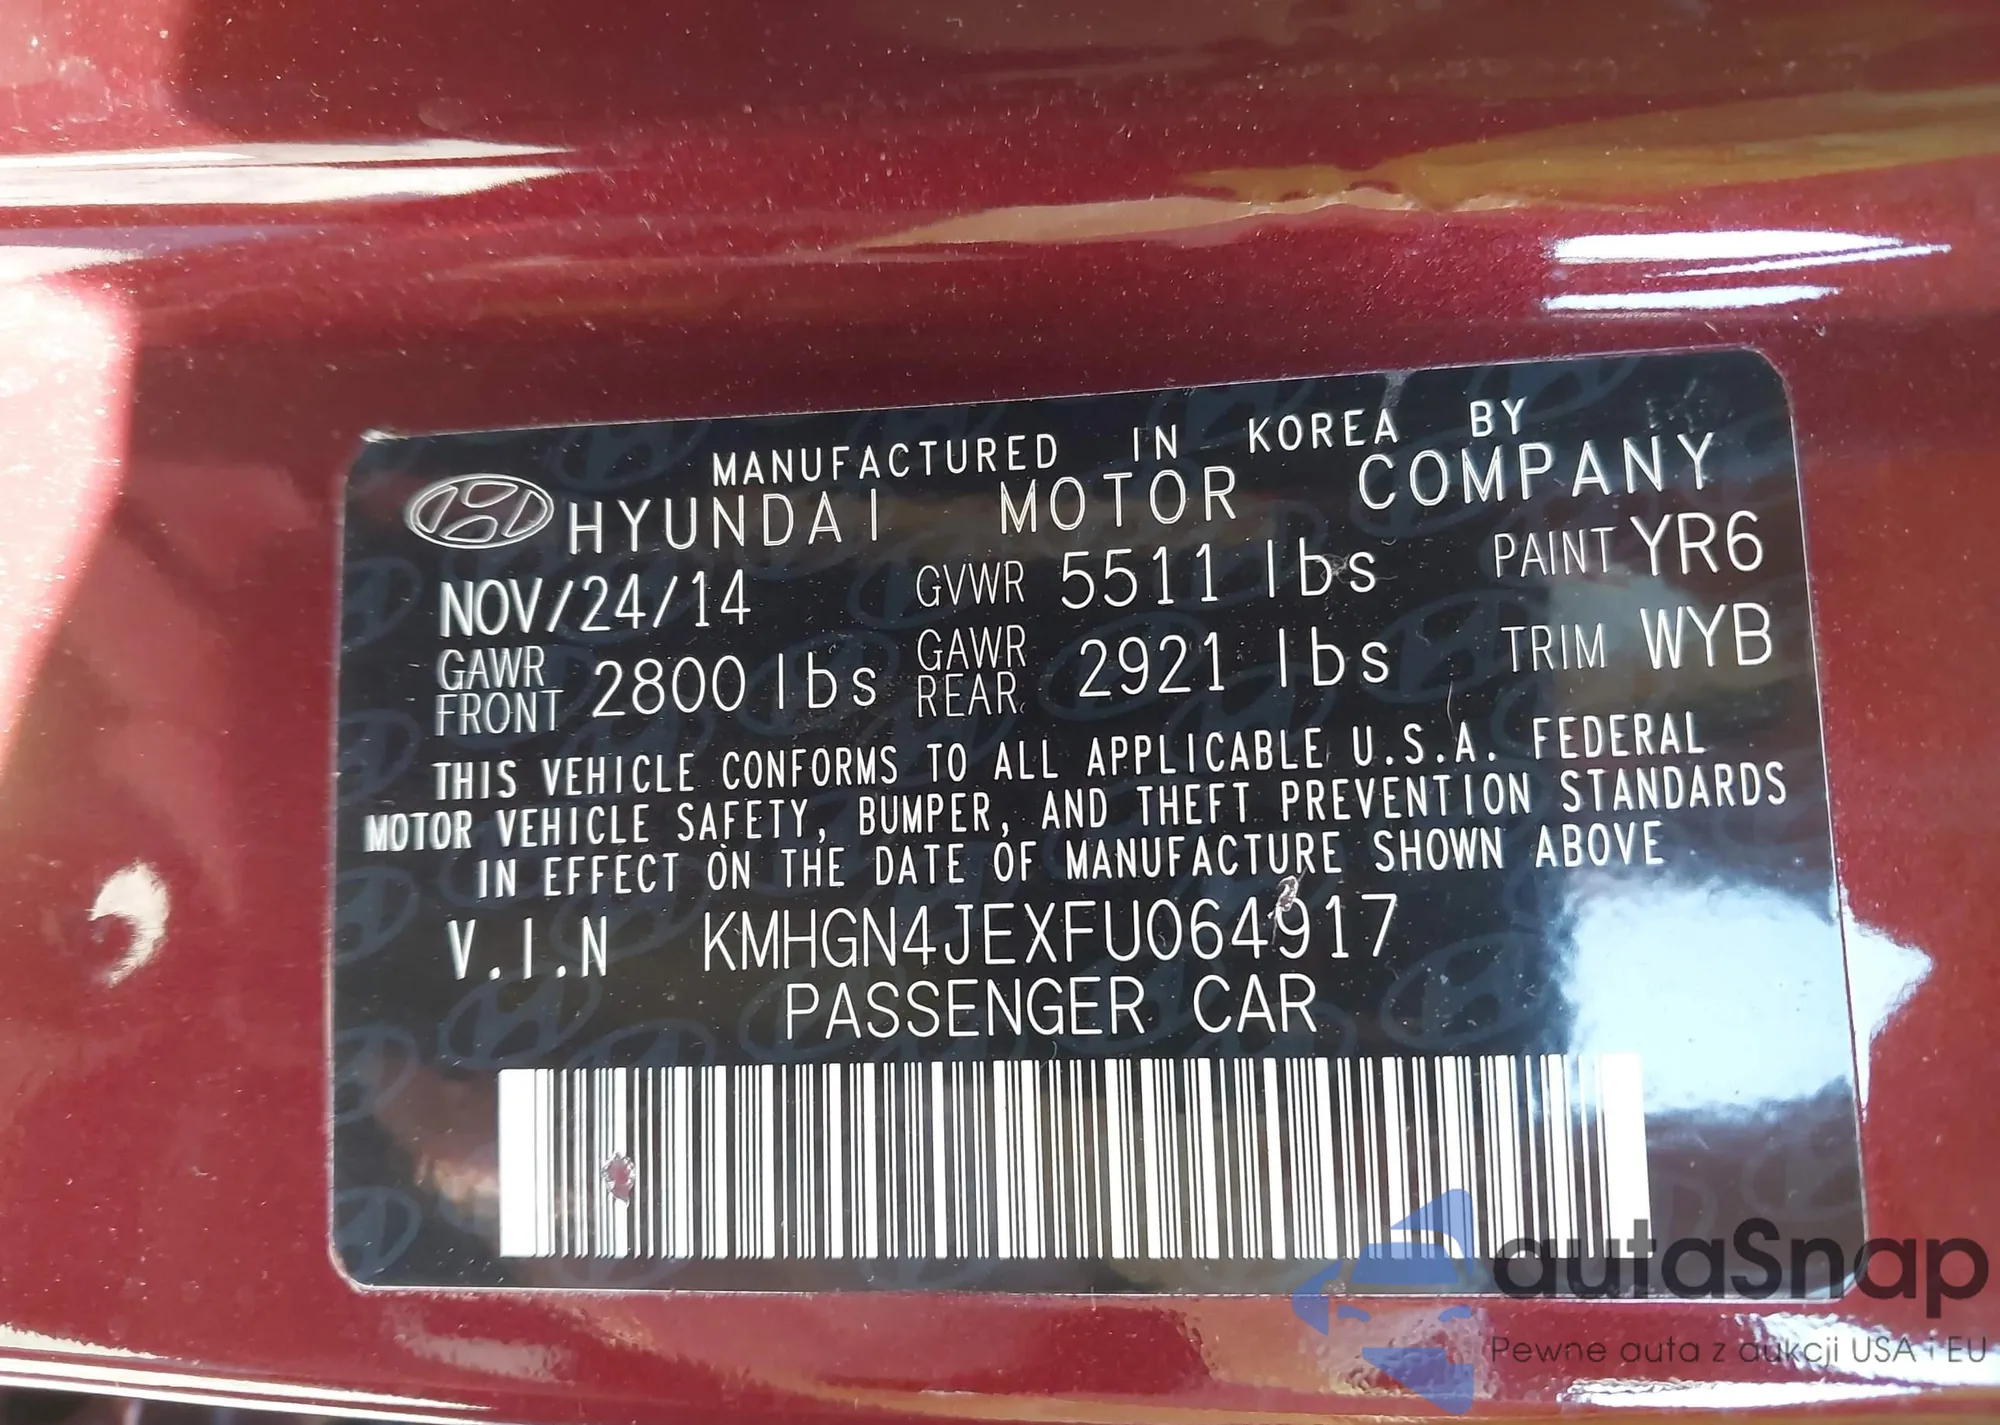 MANUFACTURED IN KOREA BY
HYUNDAI MOTOR COMPANY
NOV/24/14 GVWR 5511 lbs PAINT YR6
GAWR FRONT 2800 lbs GAWR REAR 2921 lbs TRIM WYB
THIS VEHICLE CONFORMS TO ALL APPLICABLE U.S.A. FEDERAL
MOTOR VEHICLE SAFETY, BUMPER, AND THEFT PREVENTION STANDARDS
IN EFFECT ON THE DATE OF MANUFACTURE SHOWN ABOVE
V.I.N KMHGN4JEXFU064917
PASSENGER CAR
autaSnap
Pewne auta z aukcji USA i EU